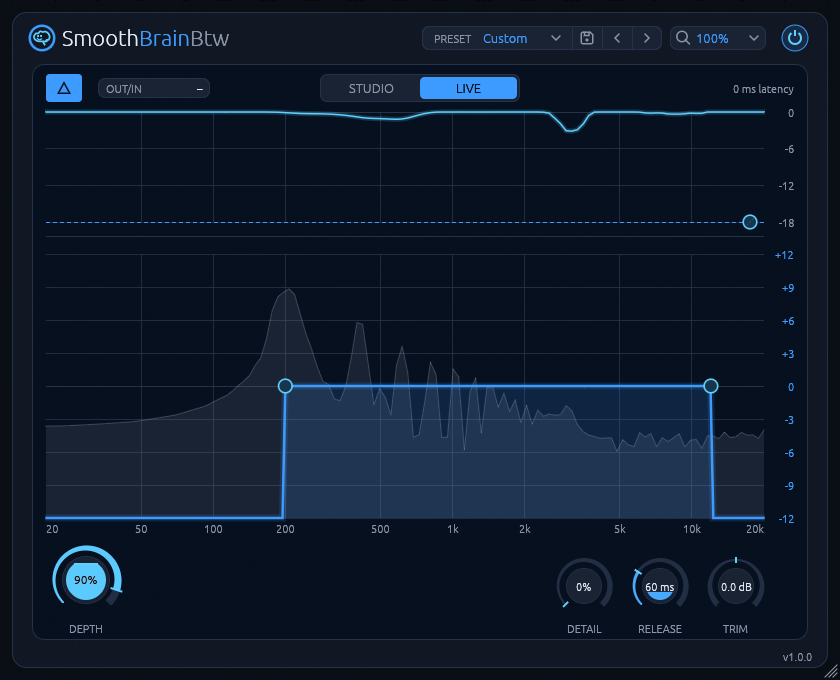 SmoothBrainBtw PRESET Custom 100%
OUT/IN – STUDIO LIVE 0 ms latency
0
-6
-12
-18
+12
+9
+6
+3
0
-3
-6
-9
-12
20 50 100 200 500 1k 2k 5k 10k 20k
90% 0% 60 ms 0.0 dB
DEPTH DETAIL RELEASE TRIM
v1.0.0